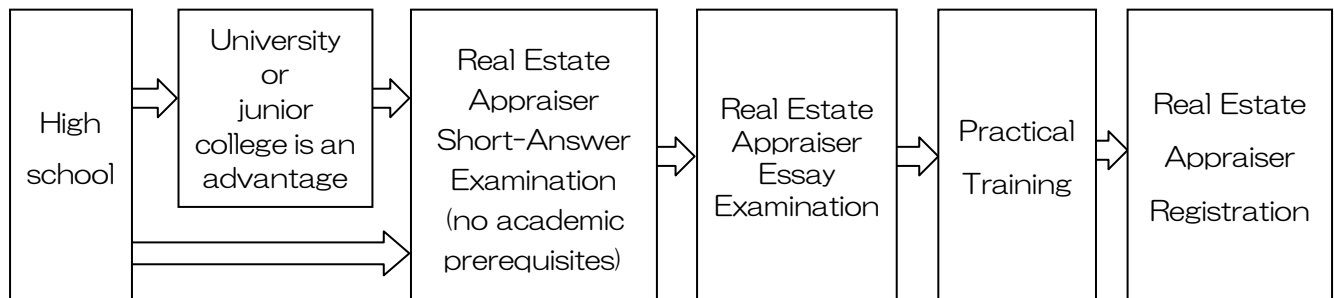 High
school
University
or
junior
college is an
advantage
Real Estate
Appraiser
Short-Answer
Examination
(no academic
prerequisites)
Real Estate
Appraiser
Essay
Examination
Practical
Training
Real Estate
Appraiser
Registration